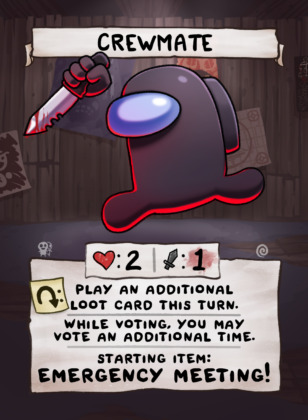 CREWMATE
:2 :1
PLAY AN ADDITIONAL
LOOT CARD THIS TURN.
WHILE VOTING, YOU MAY
VOTE AN ADDITIONAL TIME.
STARTING ITEM:
EMERGENCY MEETING!